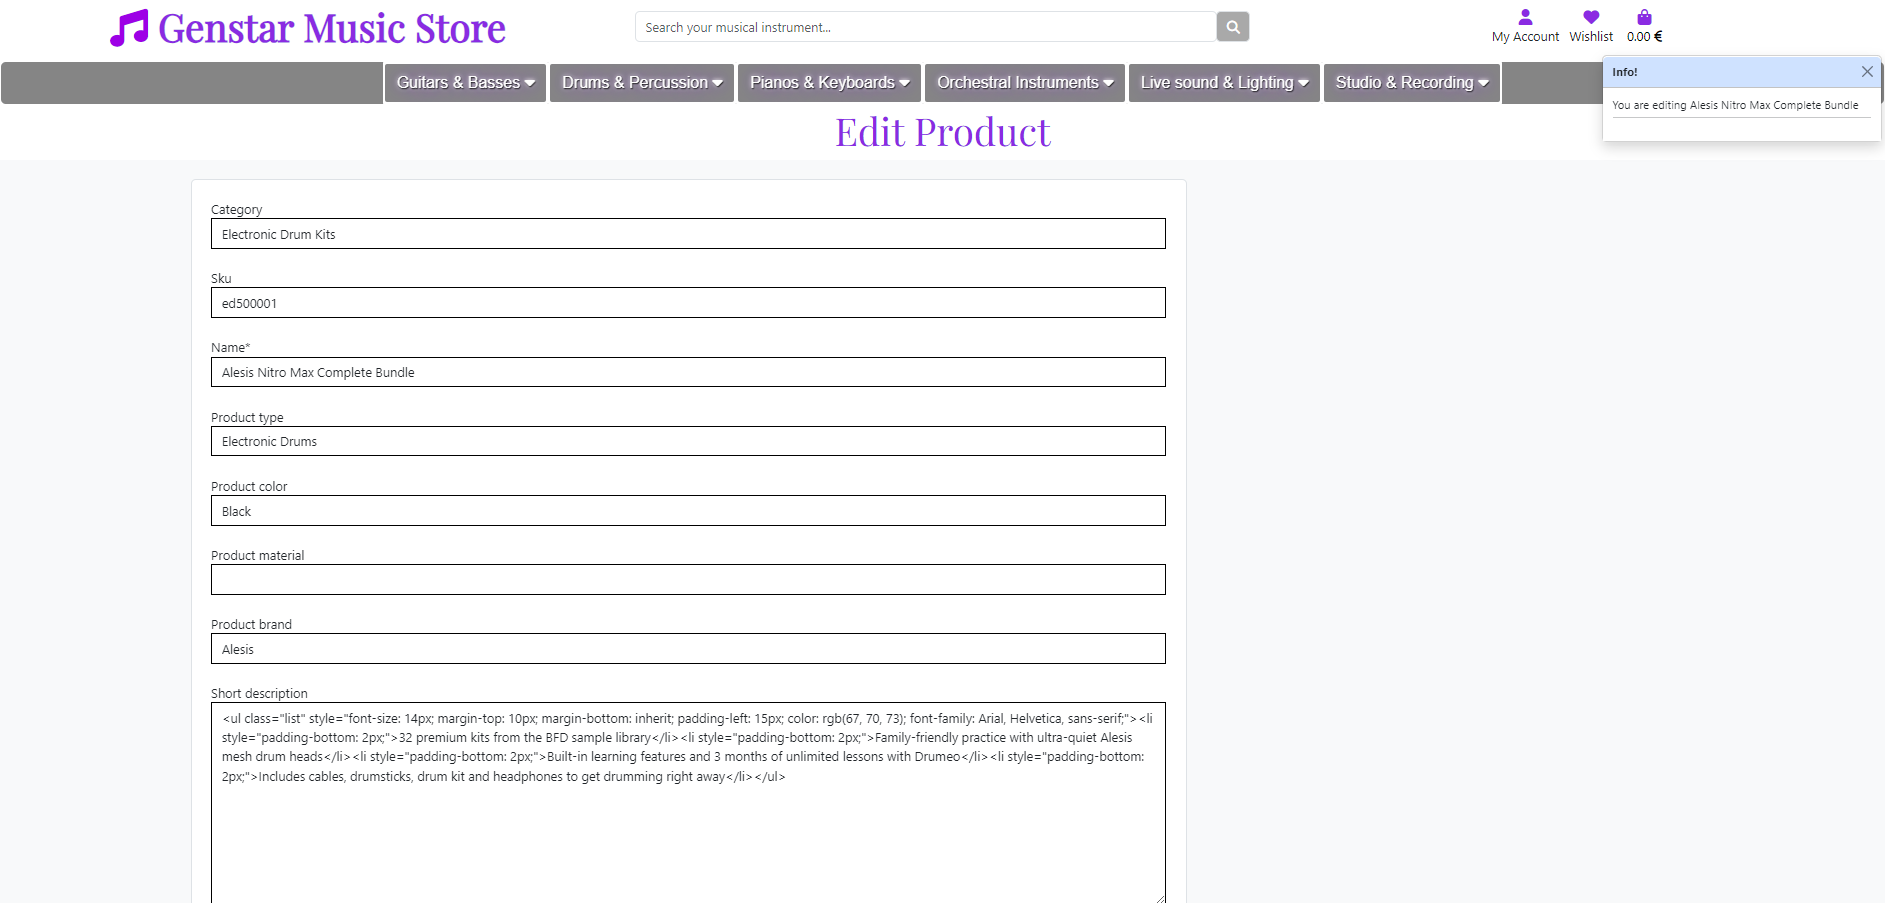 Genstar Music Store
Search your musical instrument...
My Account Wishlist 0.00 €
Guitars & Basses Drums & Percussion Pianos & Keyboards Orchestral Instruments Live sound & Lighting Studio & Recording
Info!
You are editing Alesis Nitro Max Complete Bundle
Edit Product
Category
Electronic Drum Kits
Sku
ed500001
Name*
Alesis Nitro Max Complete Bundle
Product type
Electronic Drums
Product color
Black
Product material
Product brand
Alesis
Short description
<ul class="list" style="font-size: 14px; margin-top: 10px; margin-bottom: inherit; padding-left: 15px; color: rgb(67, 70, 73); font-family: Arial, Helvetica, sans-serif;"><li
style="padding-bottom: 2px;">32 premium kits from the BFD sample library</li><li style="padding-bottom: 2px;">Family-friendly practice with ultra-quiet Alesis
mesh drum heads</li><li style="padding-bottom: 2px;">Built-in learning features and 3 months of unlimited lessons with Drumeo</li><li style="padding-bottom:
2px;">Includes cables, drumsticks, drum kit and headphones to get drumming right away</li></ul>